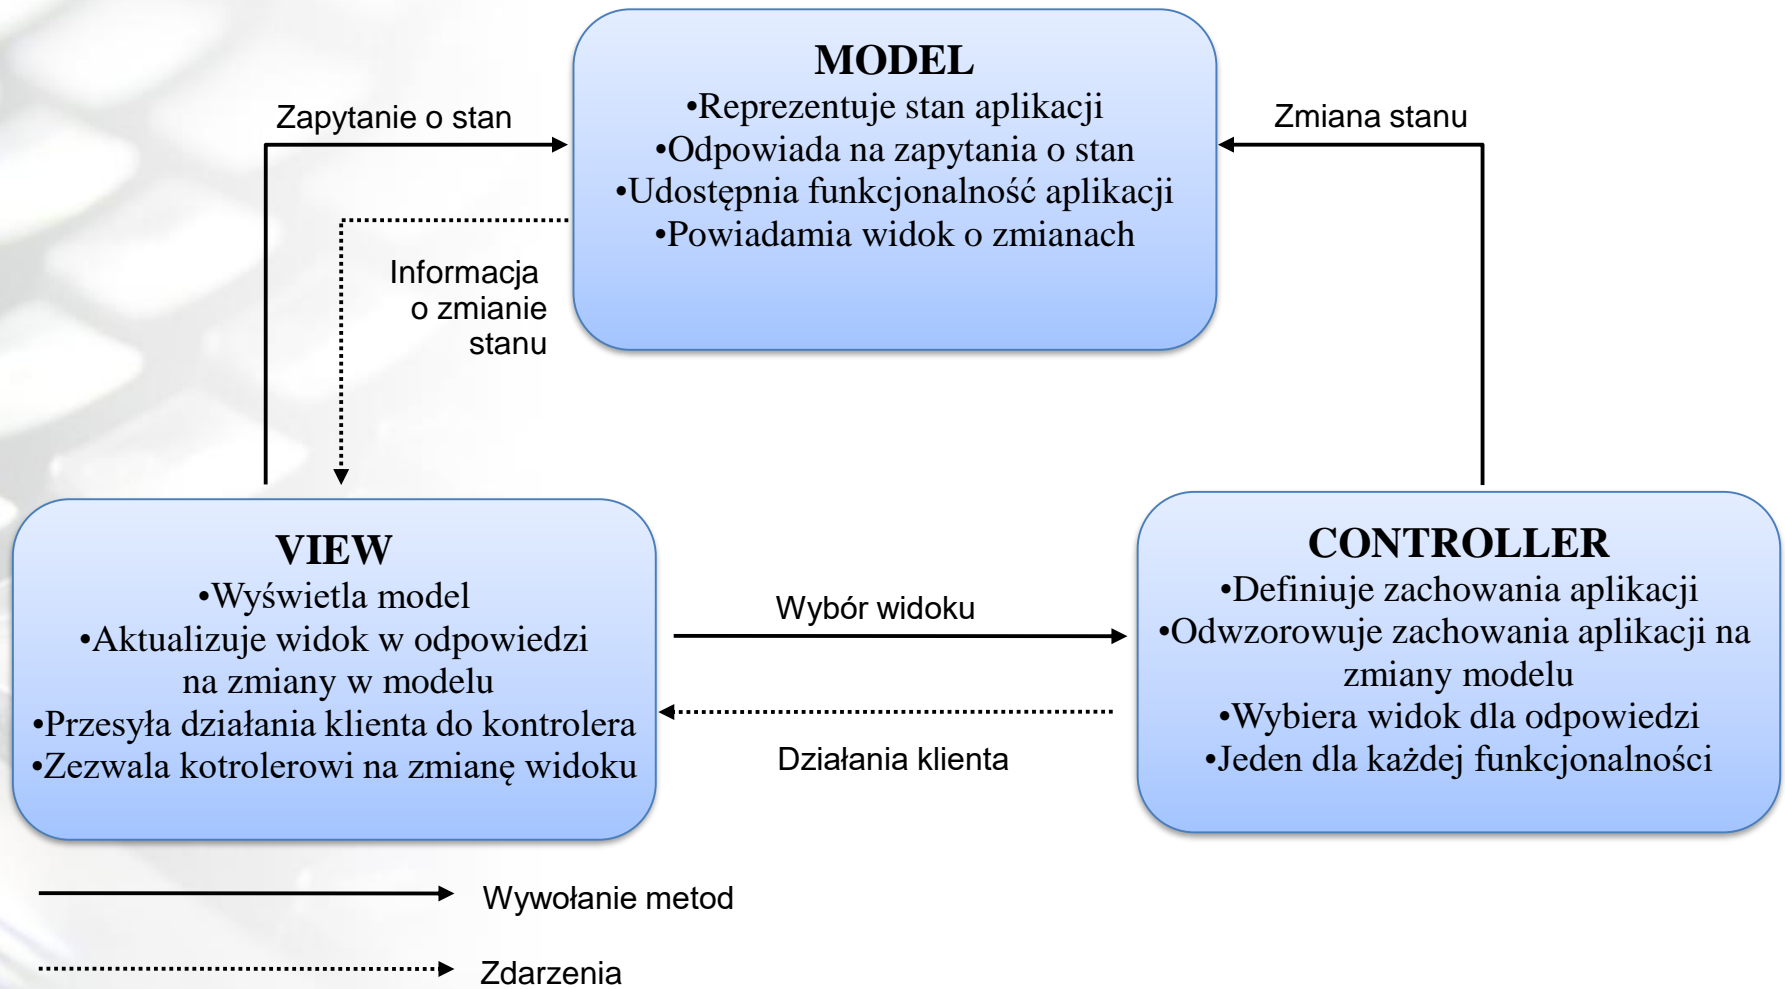 MODEL
•Reprezentuje stan aplikacji
•Odpowiada na zapytania o stan
•Udostępnia funkcjonalność aplikacji
•Powiadamia widok o zmianach
Zapytanie o stan
Zmiana stanu
Informacja
o zmianie
stanu
VIEW
•Wyświetla model
•Aktualizuje widok w odpowiedzi
na zmiany w modelu
•Przesyła działania klienta do kontrolera
•Zezwala kotrolerowi na zmianę widoku
Wybór widoku
Działania klienta
CONTROLLER
•Definiuje zachowania aplikacji
•Odwzorowuje zachowania aplikacji na
zmiany modelu
•Wybiera widok dla odpowiedzi
•Jeden dla każdej funkcjonalności
Wywołanie metod
Zdarzenia